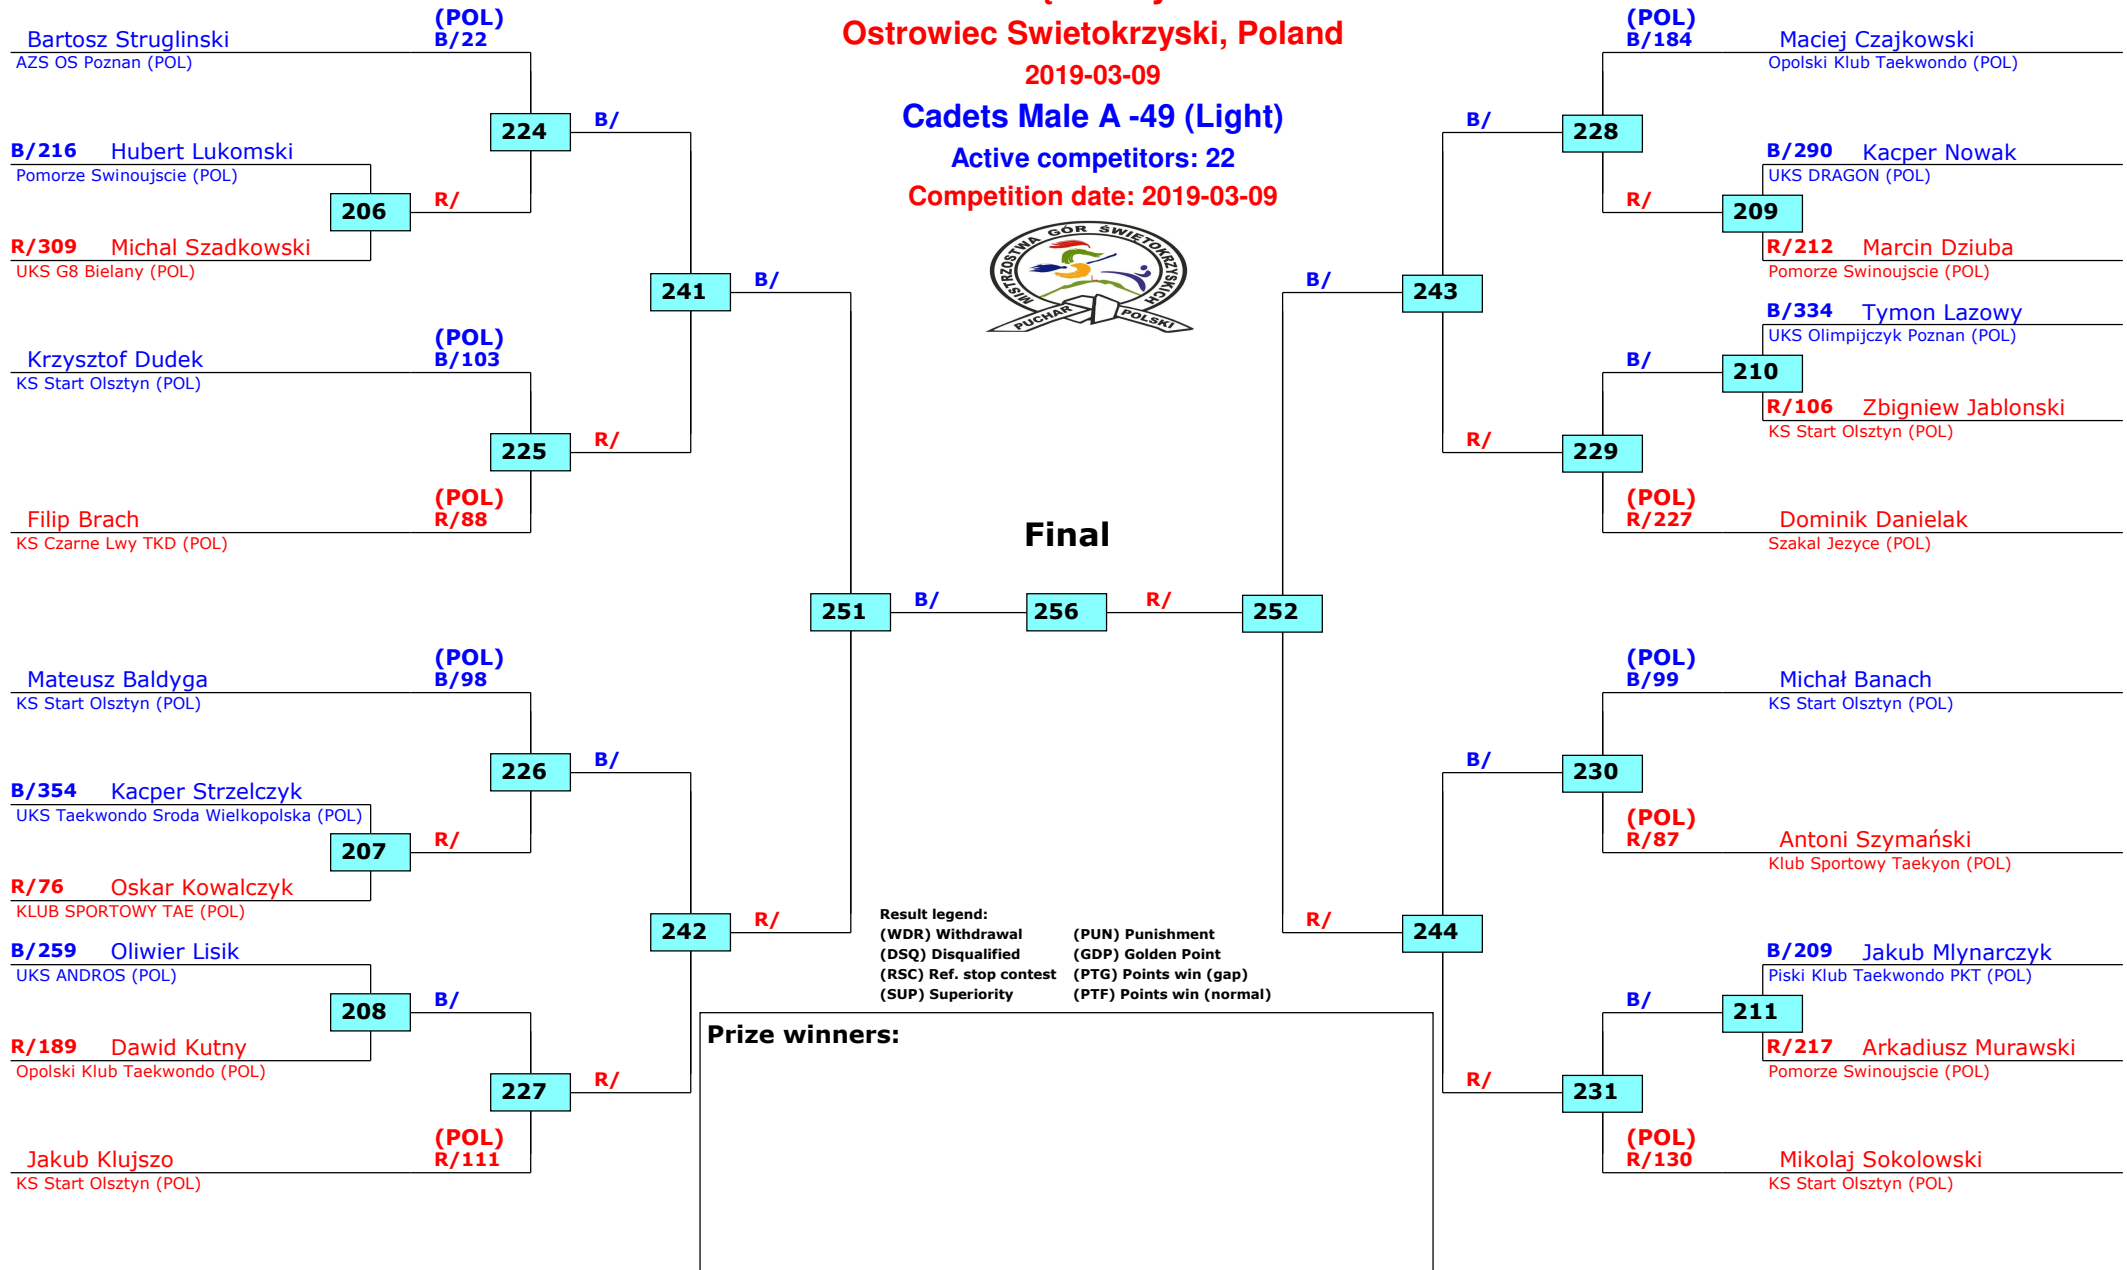 Ostrowiec Swietokrzyski, Poland
2019-03-09
Cadets Male A -49 (Light)
Active competitors: 22
Competition date: 2019-03-09
MISTRZOSTWA GÓR ŚWIĘTOKRZYSKICH
PUCHAR POLSKI
(POL)
Bartosz Struglinski B/22
AZS OS Poznan (POL)
224 B/
B/216 Hubert Lukomski
Pomorze Swinoujscie (POL)
206 R/
R/309 Michal Szadkowski
UKS G8 Bielany (POL)
241 B/
(POL)
Krzysztof Dudek B/103
KS Start Olsztyn (POL)
225 R/
(POL)
Filip Brach R/88
KS Czarne Lwy TKD (POL)
251 B/
(POL)
Mateusz Baldyga B/98
KS Start Olsztyn (POL)
226 B/
B/354 Kacper Strzelczyk
UKS Taekwondo Sroda Wielkopolska (POL)
207 R/
R/76 Oskar Kowalczyk
KLUB SPORTOWY TAE (POL)
242 R/
B/259 Oliwier Lisik
UKS ANDROS (POL)
208 B/
R/189 Dawid Kutny
Opolski Klub Taekwondo (POL)
227 R/
(POL)
Jakub Klujszo R/111
KS Start Olsztyn (POL)
Final
256
(POL)
B/184 Maciej Czajkowski
Opolski Klub Taekwondo (POL)
B/ 228
B/290 Kacper Nowak
UKS DRAGON (POL)
R/ 209
R/212 Marcin Dziuba
Pomorze Swinoujscie (POL)
B/ 243
B/334 Tymon Lazowy
UKS Olimpijczyk Poznan (POL)
B/ 210
R/106 Zbigniew Jablonski
KS Start Olsztyn (POL)
R/ 229
(POL)
R/227 Dominik Danielak
Szakal Jezyce (POL)
R/ 252
(POL)
B/99 Michał Banach
KS Start Olsztyn (POL)
B/ 230
(POL)
R/87 Antoni Szymański
Klub Sportowy Taekyon (POL)
R/ 244
B/209 Jakub Mlynarczyk
Piski Klub Taekwondo PKT (POL)
B/ 211
R/217 Arkadiusz Murawski
Pomorze Swinoujscie (POL)
R/ 231
(POL)
R/130 Mikolaj Sokolowski
KS Start Olsztyn (POL)
Result legend:
(WDR) Withdrawal (PUN) Punishment
(DSQ) Disqualified (GDP) Golden Point
(RSC) Ref. stop contest (PTG) Points win (gap)
(SUP) Superiority (PTF) Points win (normal)
Prize winners: